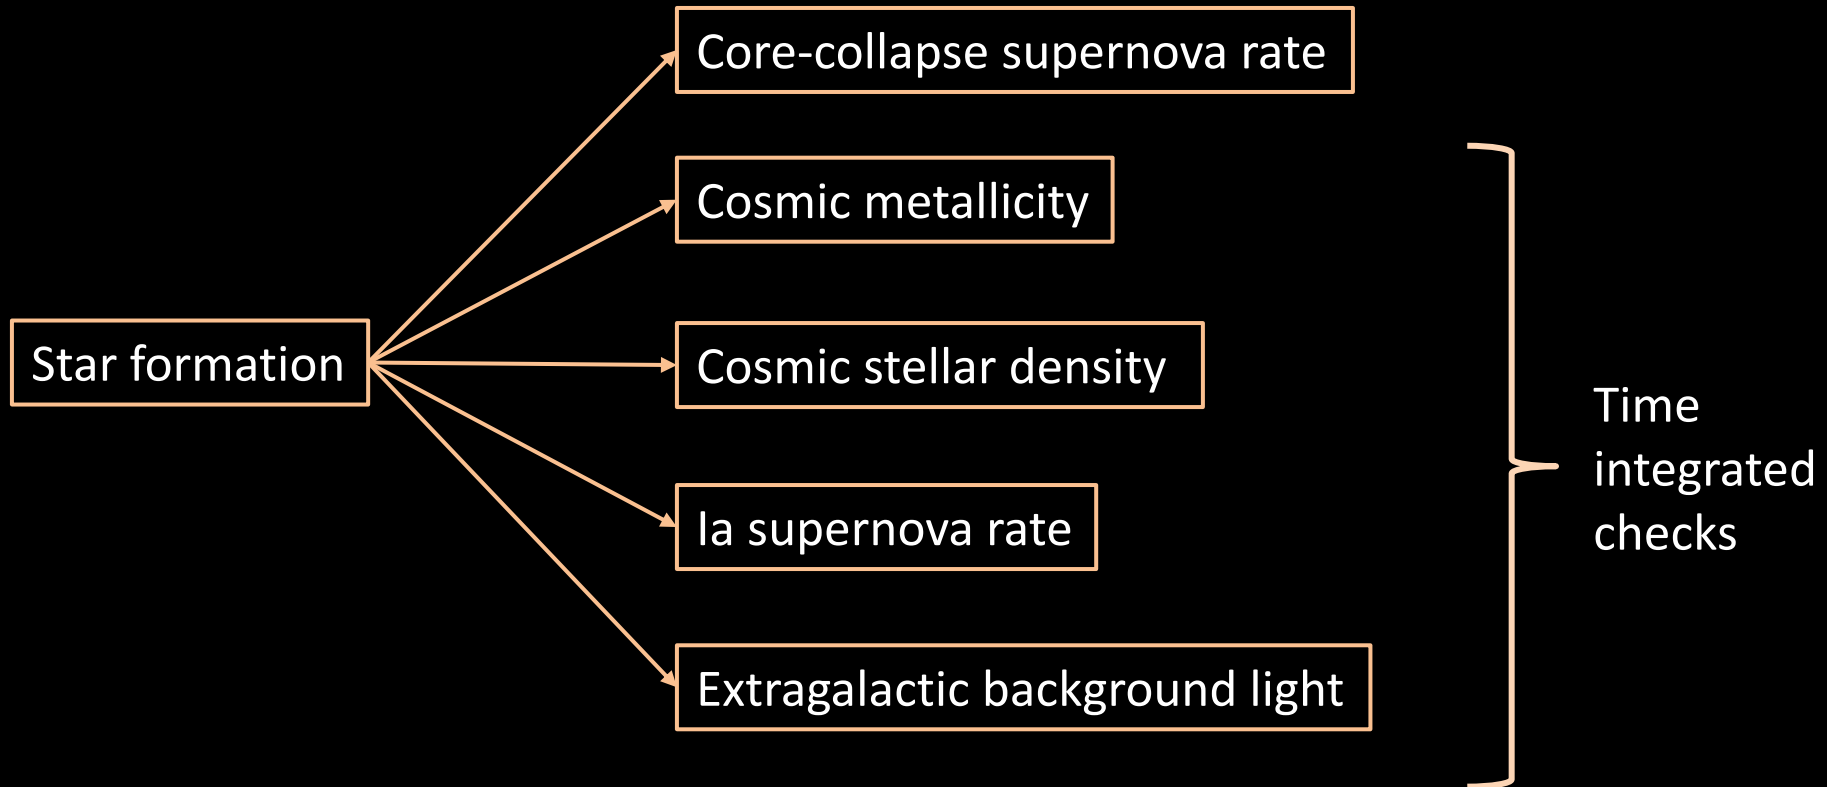 Core-collapse supernova rate
Cosmic metallicity
Star formation
Cosmic stellar density
Ia supernova rate
Extragalactic background light
Time
integrated
checks